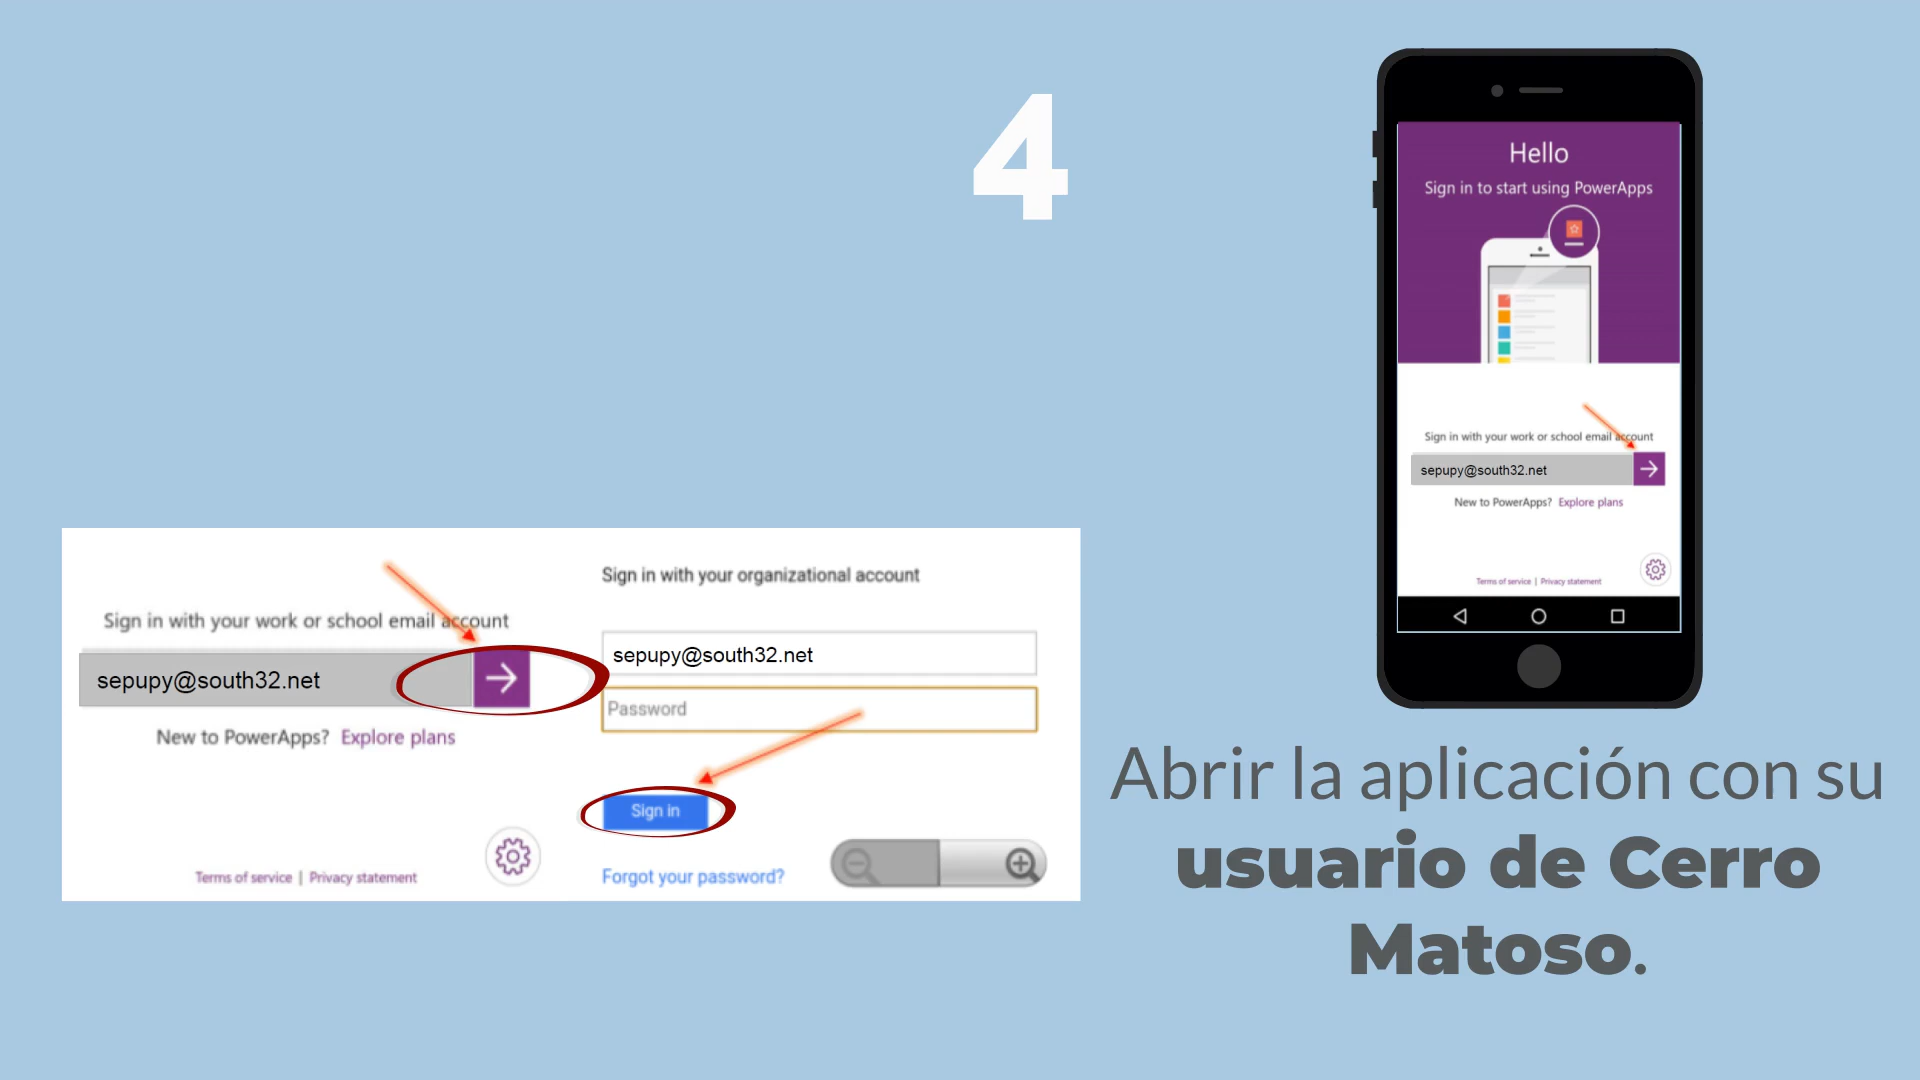 4
Hello
Sign in to start using PowerApps
Sign in with your work or school email account
sepupy@south32.net
New to PowerApps? Explore plans
Terms of service | Privacy statement
Sign in with your work or school email account
sepupy@south32.net
New to PowerApps? Explore plans
Terms of service | Privacy statement
Sign in with your organizational account
sepupy@south32.net
Password
Sign in
Forgot your password?
Abrir la aplicación con su
usuario de Cerro
Matoso.